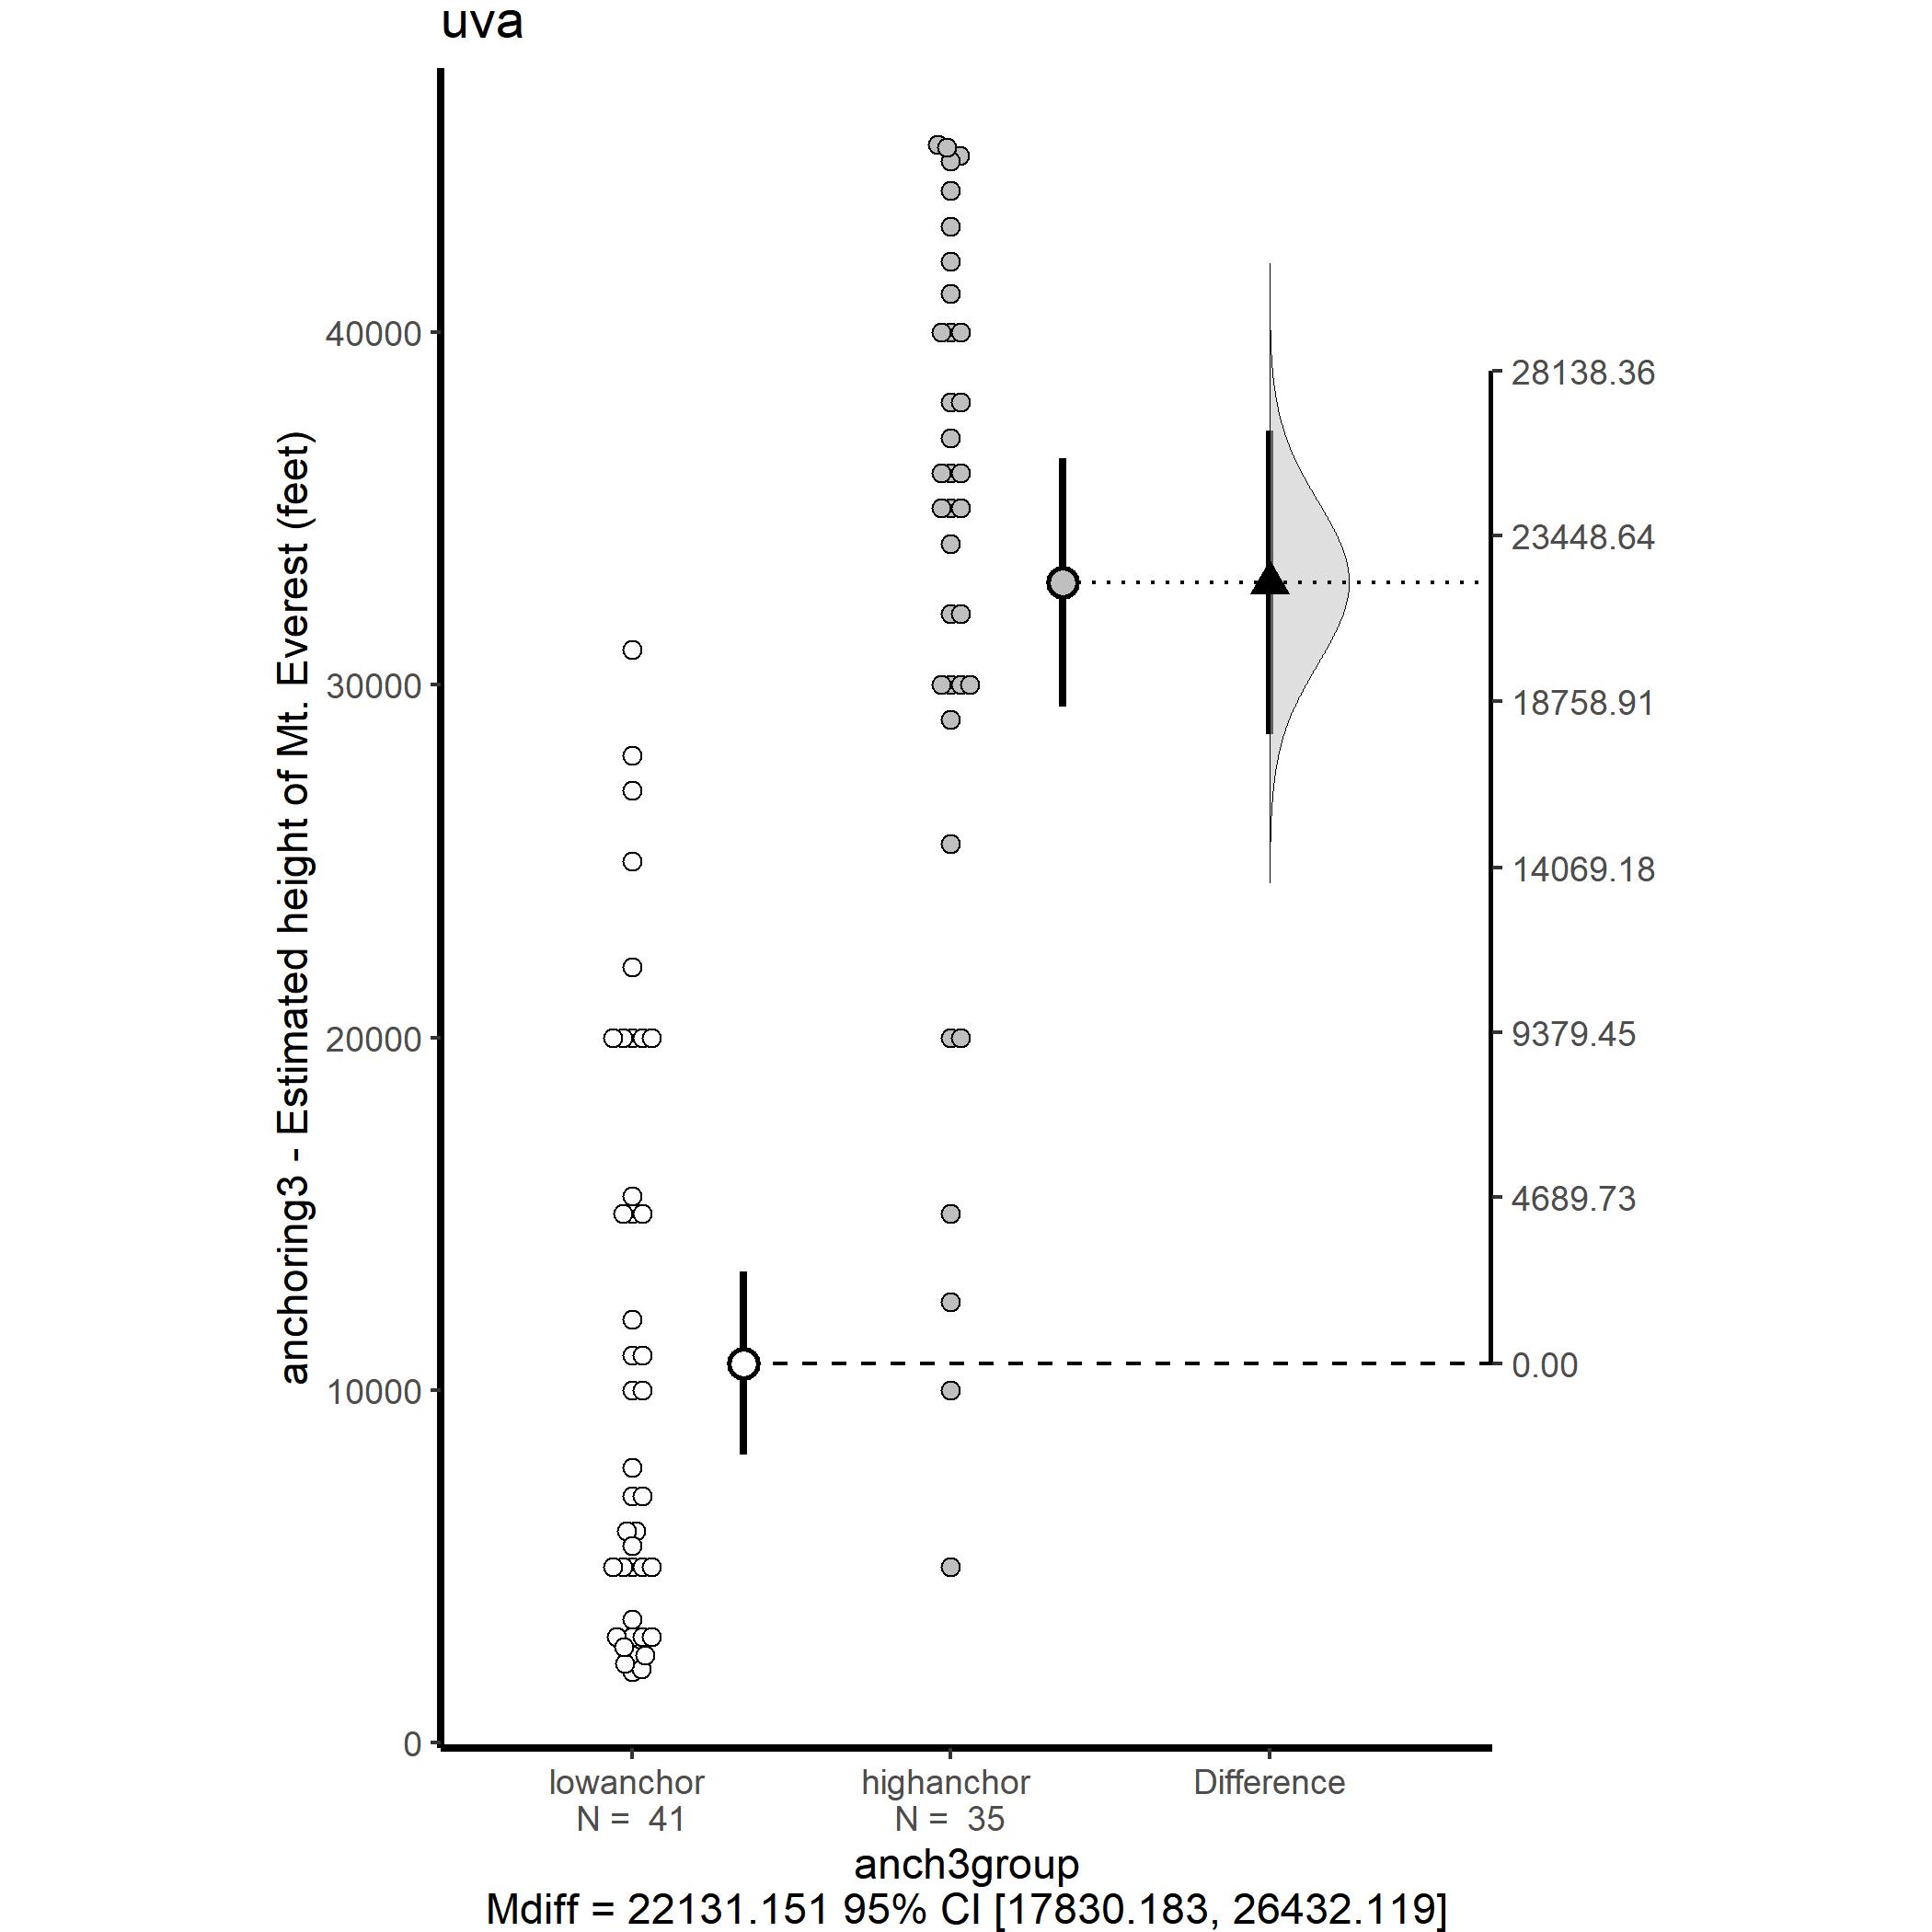 uva
anchoring3 - Estimated height of Mt. Everest (feet)
40000
30000
20000
10000
0
28138.36
23448.64
18758.91
14069.18
9379.45
4689.73
0.00
lowanchor
N =  41
highanchor
N =  35
Difference
anch3group
Mdiff = 22131.151 95% CI [17830.183, 26432.119]